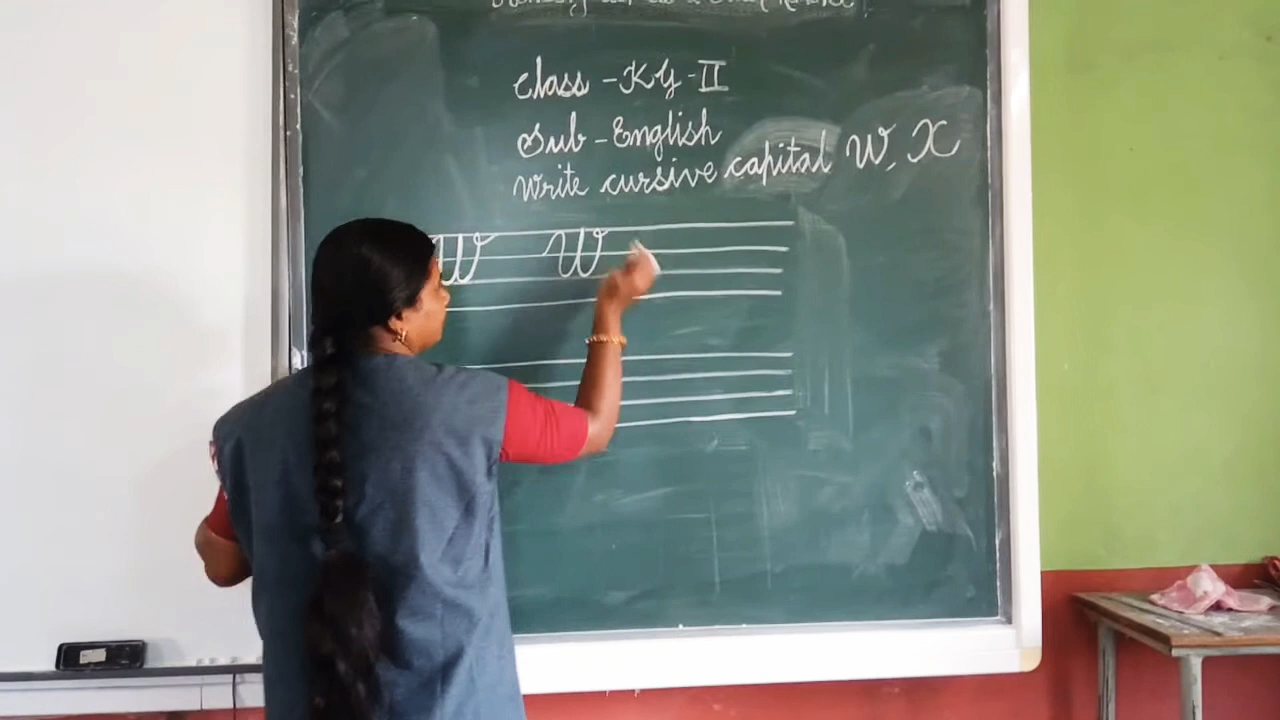 Class - KG - II
Sub - English
Write cursive capital W, X
W W